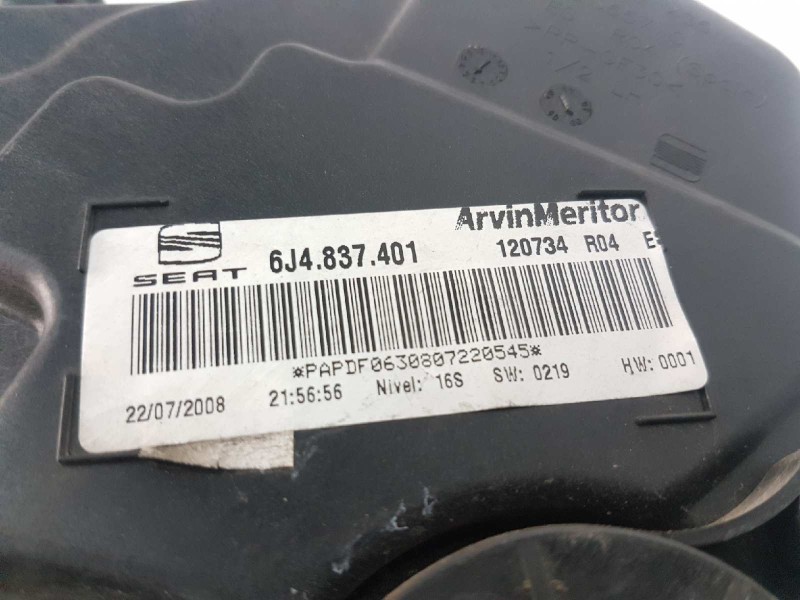 ArvinMeritor
SEAT 6J4.837.401 120734 R04
*PAPDF0630807220545*
22/07/2008 21:56:56 Nivel: 16S SW: 0219 HW: 0001